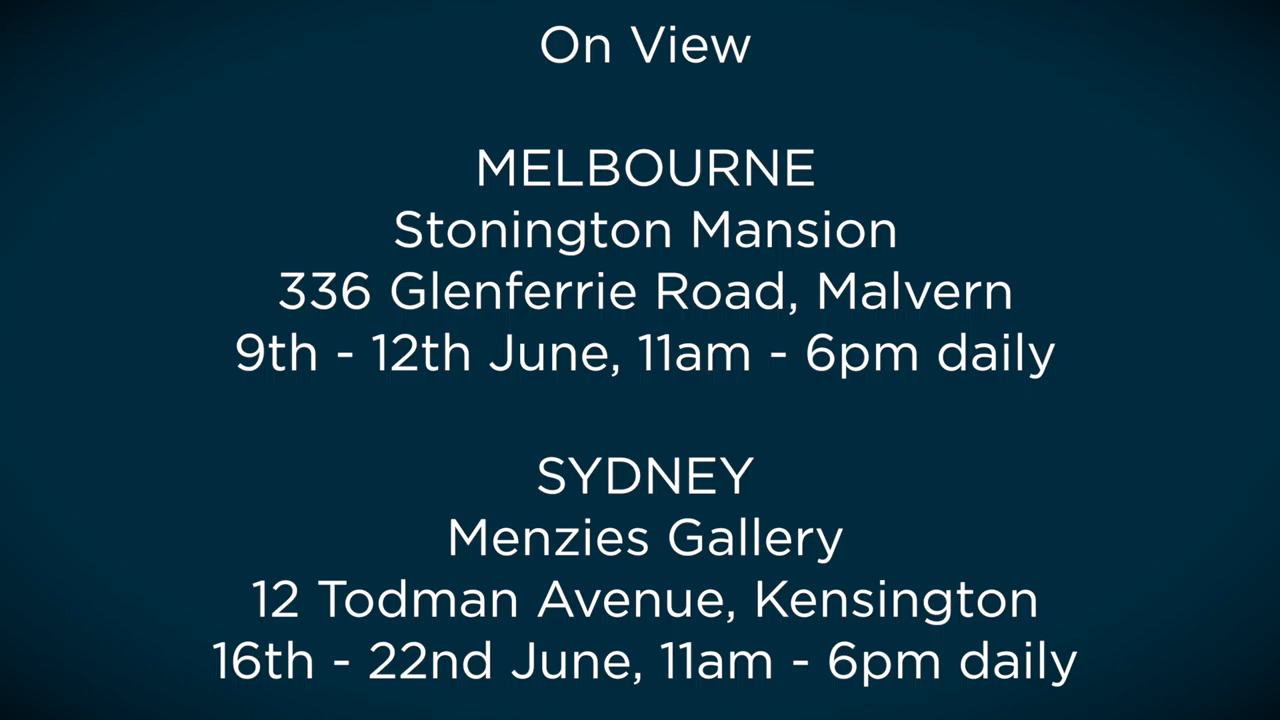 On View
MELBOURNE
Stonington Mansion
336 Glenferrie Road, Malvern
9th - 12th June, 11am - 6pm daily
SYDNEY
Menzies Gallery
12 Todman Avenue, Kensington
16th - 22nd June, 11am - 6pm daily